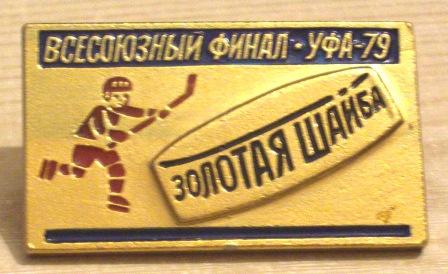 ВСЕСОЮЗНЫЙ ФИНАЛ · УФА-79
ЗОЛОТАЯ ШАЙБА